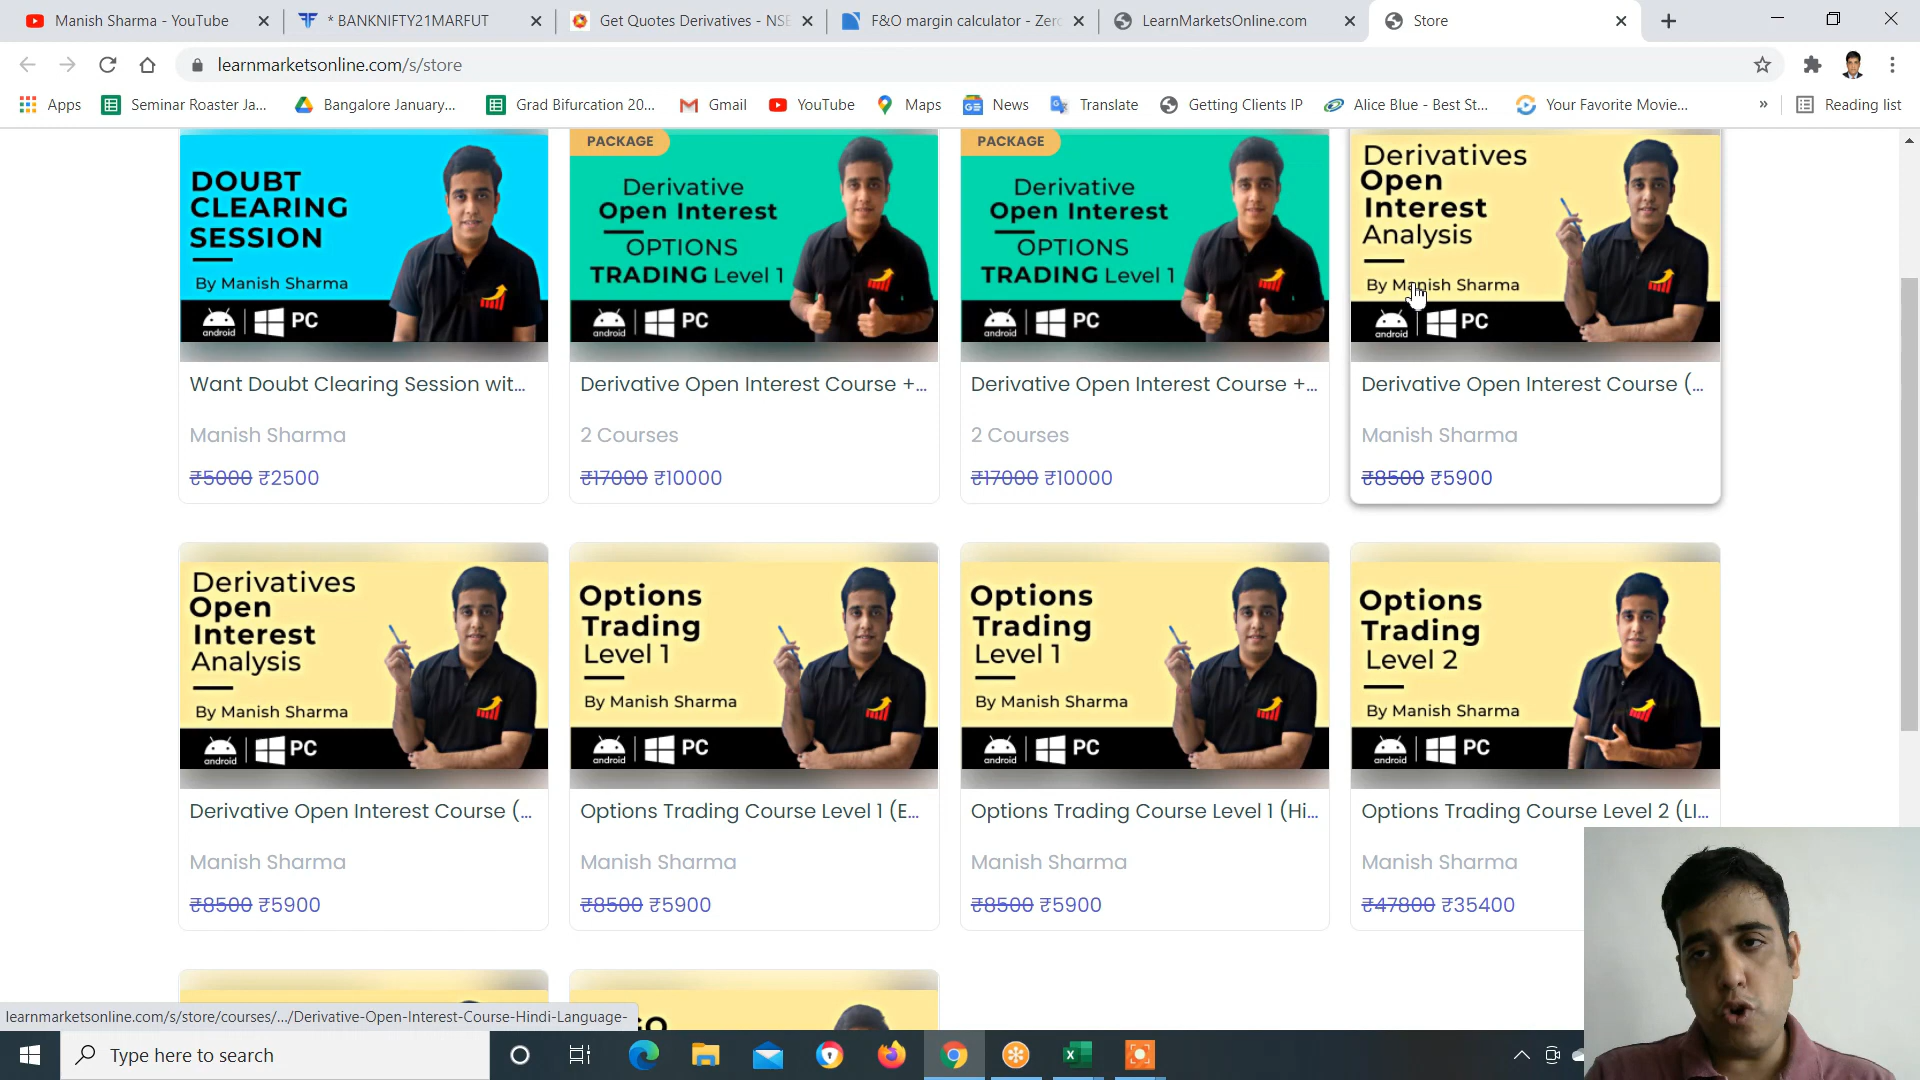 Manish Sharma - YouTube
* BANKNIFTY21MARFUT
Get Quotes Derivatives - NSE
F&O margin calculator - Zero
LearnMarketsOnline.com
Store
learnmarketsonline.com/s/store
Apps
Seminar Roaster Ja...
Bangalore January...
Grad Bifurcation 20...
Gmail
YouTube
Maps
News
Translate
Getting Clients IP
Alice Blue - Best St...
Your Favorite Movie...
»
Reading list
DOUBT
CLEARING
SESSION
By Manish Sharma
android
PC
Want Doubt Clearing Session wit...
Manish Sharma
₹5000 ₹2500
PACKAGE
Derivative
Open Interest
OPTIONS
TRADING Level 1
android
PC
Derivative Open Interest Course +...
2 Courses
₹17000 ₹10000
PACKAGE
Derivative
Open Interest
OPTIONS
TRADING Level 1
android
PC
Derivative Open Interest Course +...
2 Courses
₹17000 ₹10000
Derivatives
Open
Interest
Analysis
By Manish Sharma
android
PC
Derivative Open Interest Course (...
Manish Sharma
₹8500 ₹5900
Derivatives
Open
Interest
Analysis
By Manish Sharma
android
PC
Derivative Open Interest Course (...
Manish Sharma
₹8500 ₹5900
Options
Trading
Level 1
By Manish Sharma
android
PC
Options Trading Course Level 1 (E...
Manish Sharma
₹8500 ₹5900
Options
Trading
Level 1
By Manish Sharma
android
PC
Options Trading Course Level 1 (Hi...
Manish Sharma
₹8500 ₹5900
Options
Trading
Level 2
By Manish Sharma
android
PC
Options Trading Course Level 2 (LI...
Manish Sharma
₹47800 ₹35400
learnmarketsonline.com/s/store/courses/.../Derivative-Open-Interest-Course-Hindi-Language-
Type here to search